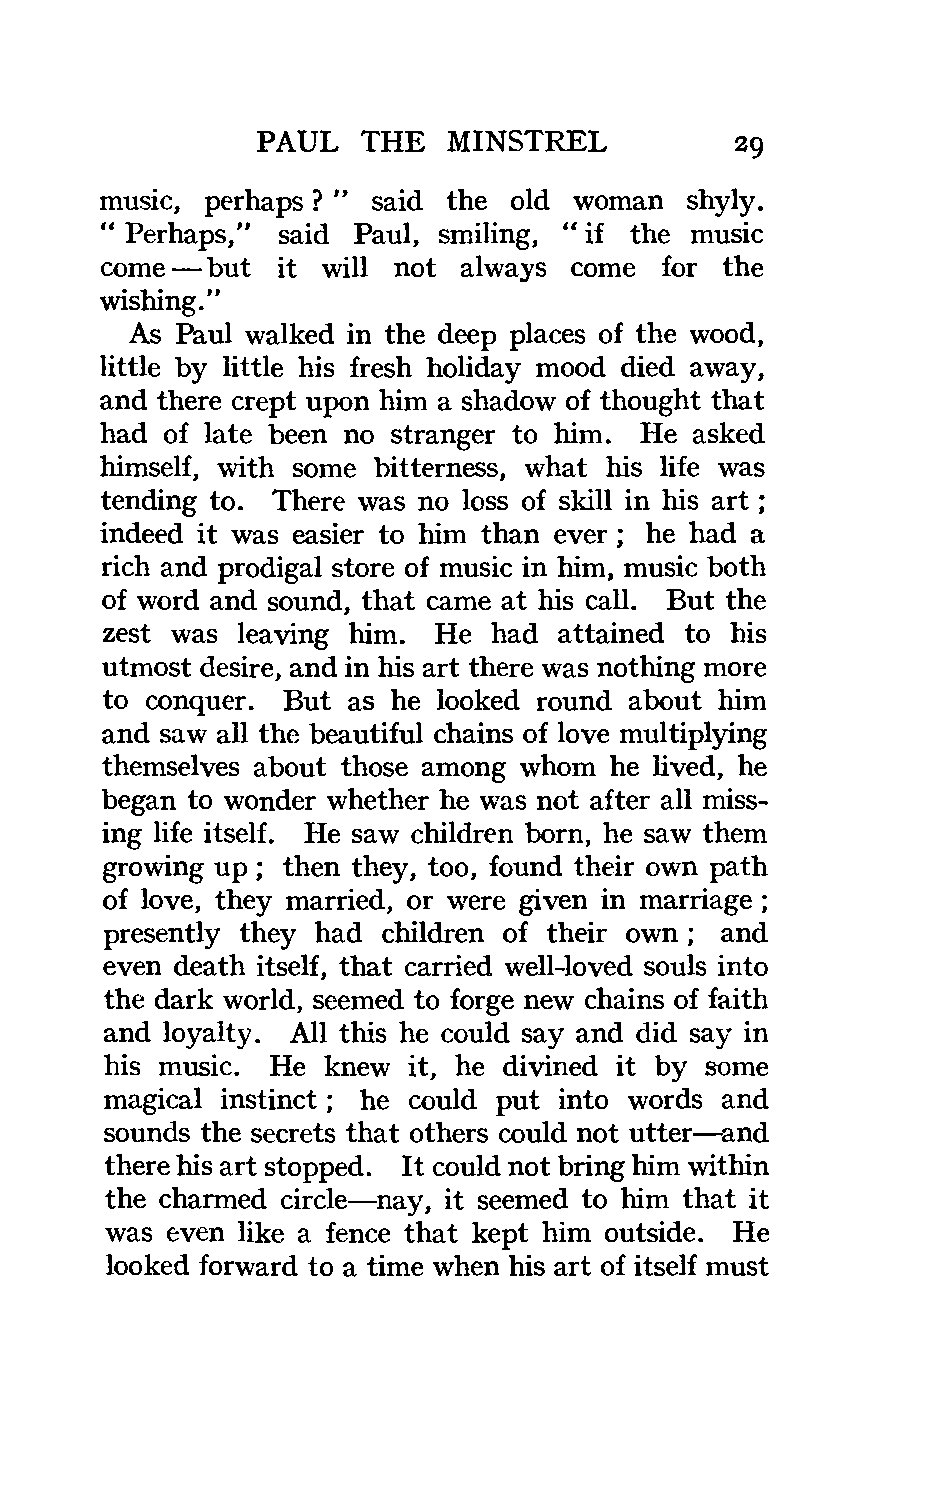 PAUL THE MINSTREL 29
music, perhaps ? " said the old woman shyly.
" Perhaps," said Paul, smiling, " if the music
come — but it will not always come for the
wishing."
As Paul walked in the deep places of the wood,
little by little his fresh holiday mood died away,
and there crept upon him a shadow of thought that
had of late been no stranger to him. He asked
himself, with some bitterness, what his life was
tending to. There was no loss of skill in his art ;
indeed it was easier to him than ever ; he had a
rich and prodigal store of music in him, music both
of word and sound, that came at his call. But the
zest was leaving him. He had attained to his
utmost desire, and in his art there was nothing more
to conquer. But as he looked round about him
and saw all the beautiful chains of love multiplying
themselves about those among whom he lived, he
began to wonder whether he was not after all miss-
ing life itself. He saw children born, he saw them
growing up ; then they, too, found their own path
of love, they married, or were given in marriage ;
presently they had children of their own ; and
even death itself, that carried well-loved souls into
the dark world, seemed to forge new chains of faith
and loyalty. All this he could say and did say in
his music. He knew it, he divined it by some
magical instinct ; he could put into words and
sounds the secrets that others could not utter—and
there his art stopped. It could not bring him within
the charmed circle—nay, it seemed to him that it
was even like a fence that kept him outside. He
looked forward to a time when his art of itself must